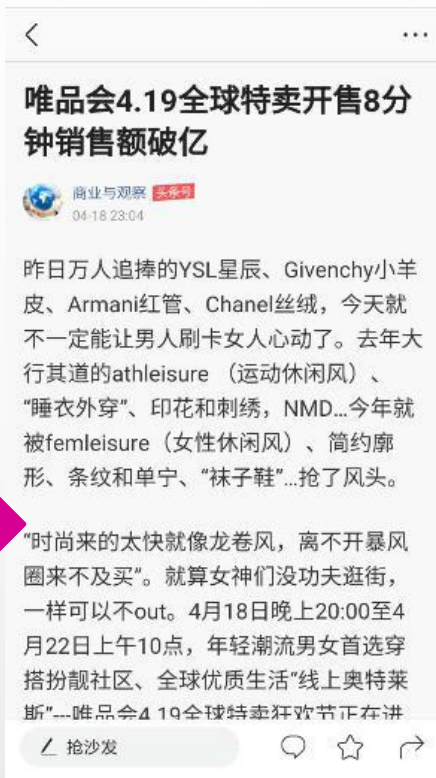 唯品会4.19全球特卖开售8分
钟销售额破亿
商业与观察 头条号
04-18 23:04
昨日万人追捧的YSL星辰、Givenchy小羊
皮、Armani红管、Chanel丝绒，今天就
不一定能让男人刷卡女人心动了。去年大
行其道的athleisure （运动休闲风）、
“睡衣外穿”、印花和刺绣，NMD…今年就
被femleisure（女性休闲风）、简约廓
形、条纹和单宁、“袜子鞋”…抢了风头。
“时尚来的太快就像龙卷风，离不开暴风
圈来不及买”。就算女神们没功夫逛街，
一样可以不out。4月18日晚上20:00至4
月22日上午10点，年轻潮流男女首选穿
搭扮靓社区、全球优质生活“线上奥特莱
斯”---唯品会4.19全球特卖狂欢节正在进
抢沙发